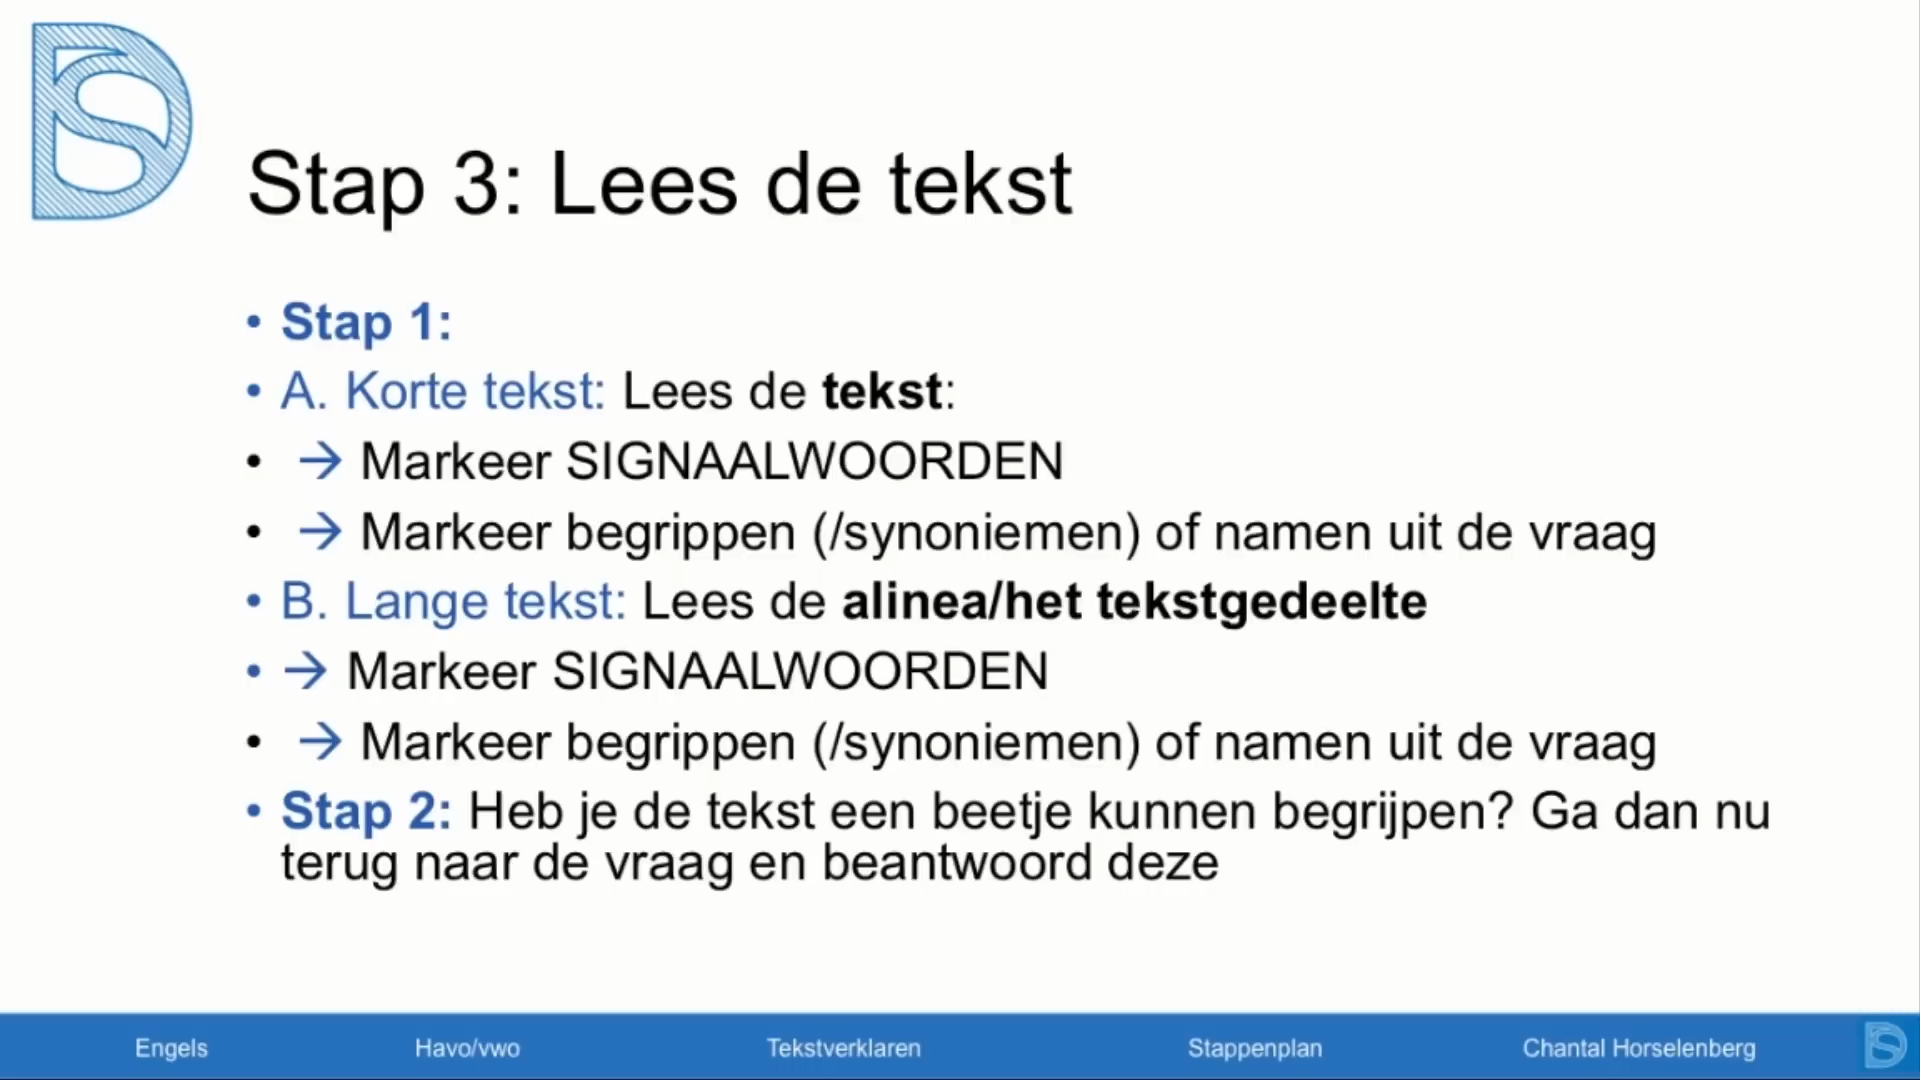 Stap 3: Lees de tekst
• Stap 1:
• A. Korte tekst: Lees de tekst:
• → Markeer SIGNAALWOORDEN
• → Markeer begrippen (/synoniemen) of namen uit de vraag
• B. Lange tekst: Lees de alinea/het tekstgedeelte
• → Markeer SIGNAALWOORDEN
• → Markeer begrippen (/synoniemen) of namen uit de vraag
• Stap 2: Heb je de tekst een beetje kunnen begrijpen? Ga dan nu
terug naar de vraag en beantwoord deze
Engels Havo/vwo Tekstverklaren Stappenplan Chantal Horselenberg